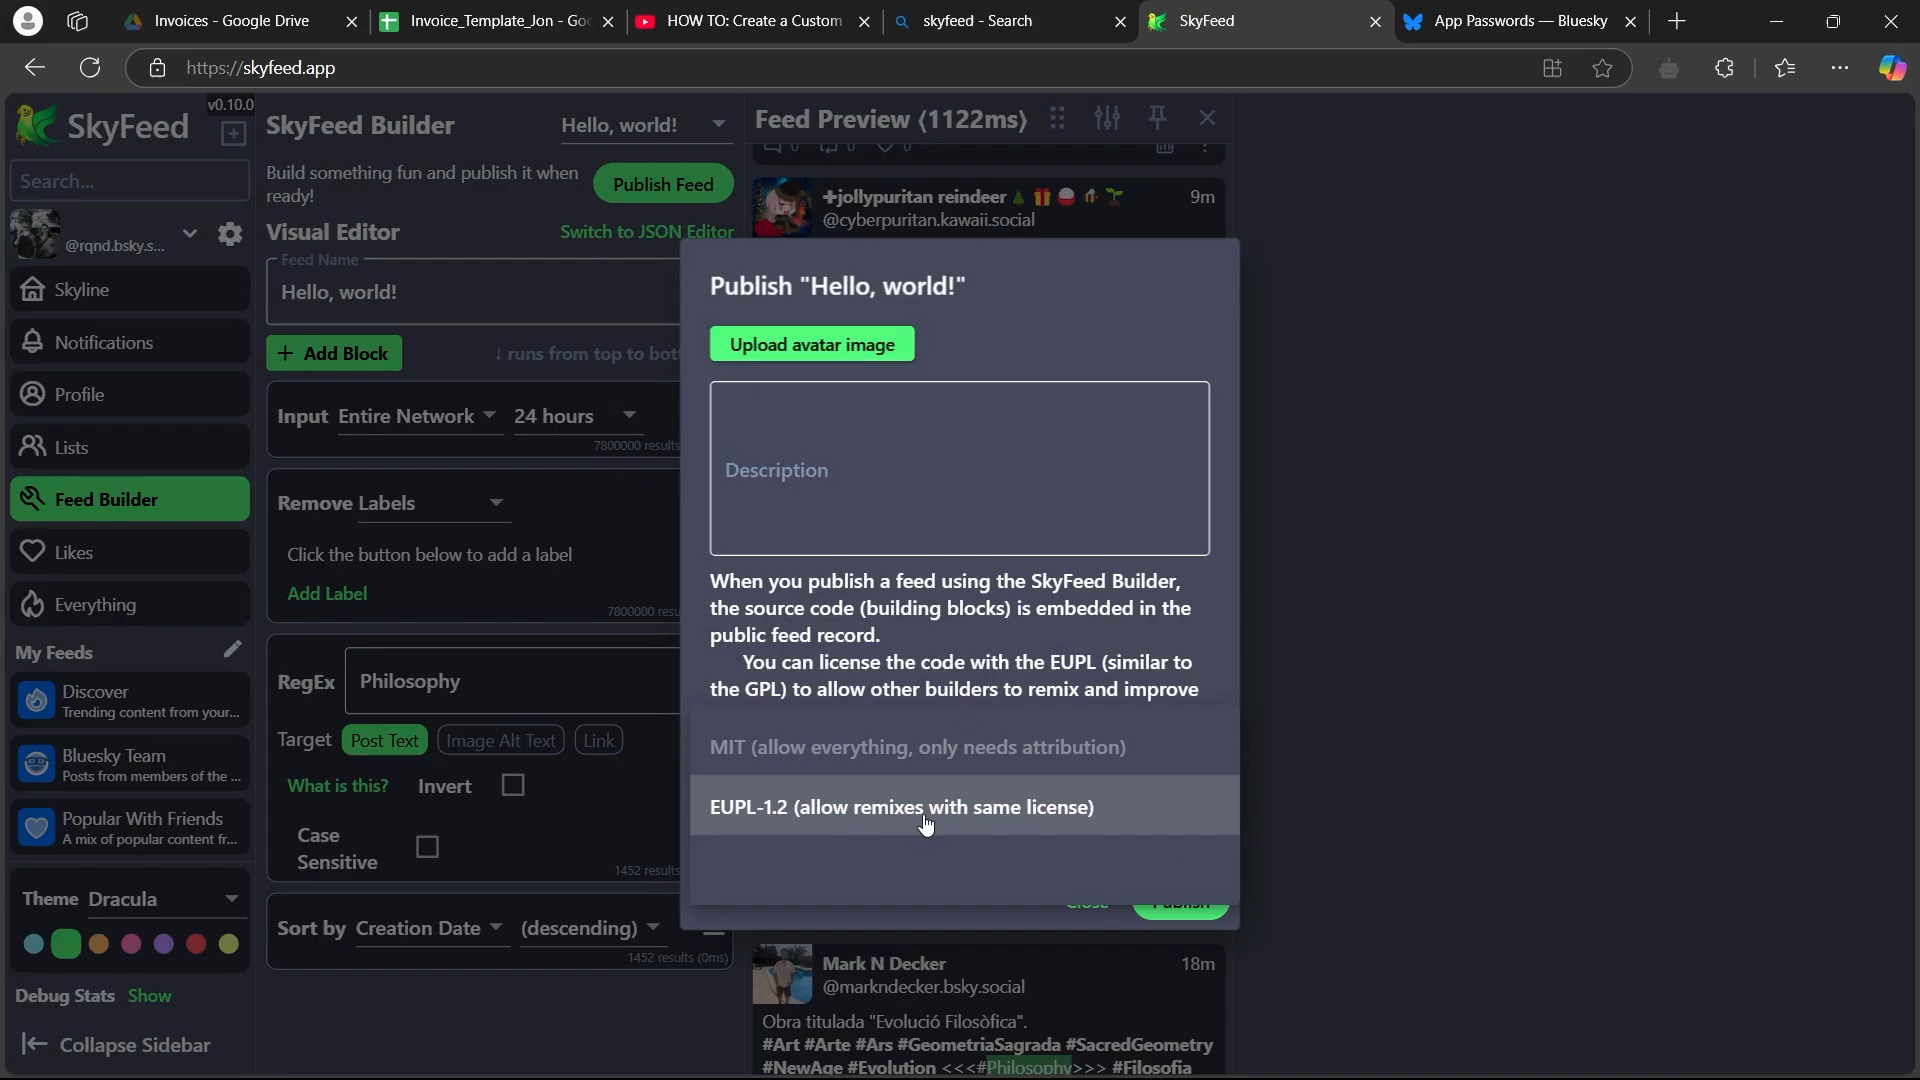 Invoices - Google Drive
Invoice_Template_Jon - Goo
HOW TO: Create a Custom
skyfeed - Search
SkyFeed
App Passwords — Bluesky
https://skyfeed.app
SkyFeed
v0.10.0
Search...
@rqnd.bsky.s...
Skyline
Notifications
Profile
Lists
Feed Builder
Likes
Everything
My Feeds
Discover
Trending content from your...
Bluesky Team
Posts from members of the ...
Popular With Friends
A mix of popular content fr...
Theme Dracula
Debug Stats Show
Collapse Sidebar
SkyFeed Builder
Hello, world!
Build something fun and publish it when
ready!
Publish Feed
Visual Editor
Switch to JSON Editor
Feed Name
Hello, world!
+ Add Block
↓ runs from top to bot
Input Entire Network 24 hours
7800000 results
Remove Labels
Click the button below to add a label
Add Label
7800000 resu
RegEx Philosophy
Target Post Text Image Alt Text Link
What is this? Invert
Case
Sensitive
1452 results
Sort by Creation Date (descending)
1452 results (0ms)
Feed Preview (1122ms)
0 0 0
+jollypuritan reindeer 9m
@cyberpuritan.kawaii.social
Publish "Hello, world!"
Upload avatar image
Description
When you publish a feed using the SkyFeed Builder,
the source code (building blocks) is embedded in the
public feed record.
You can license the code with the EUPL (similar to
the GPL) to allow other builders to remix and improve
MIT (allow everything, only needs attribution)
EUPL-1.2 (allow remixes with same license)
Close Publish
Mark N Decker 18m
@markndecker.bsky.social
Obra titulada "Evolució Filosòfica".
#Art #Arte #Ars #GeometriaSagrada #SacredGeometry
#NewAge #Evolution <<<#Philosophy>>> #Filosofia